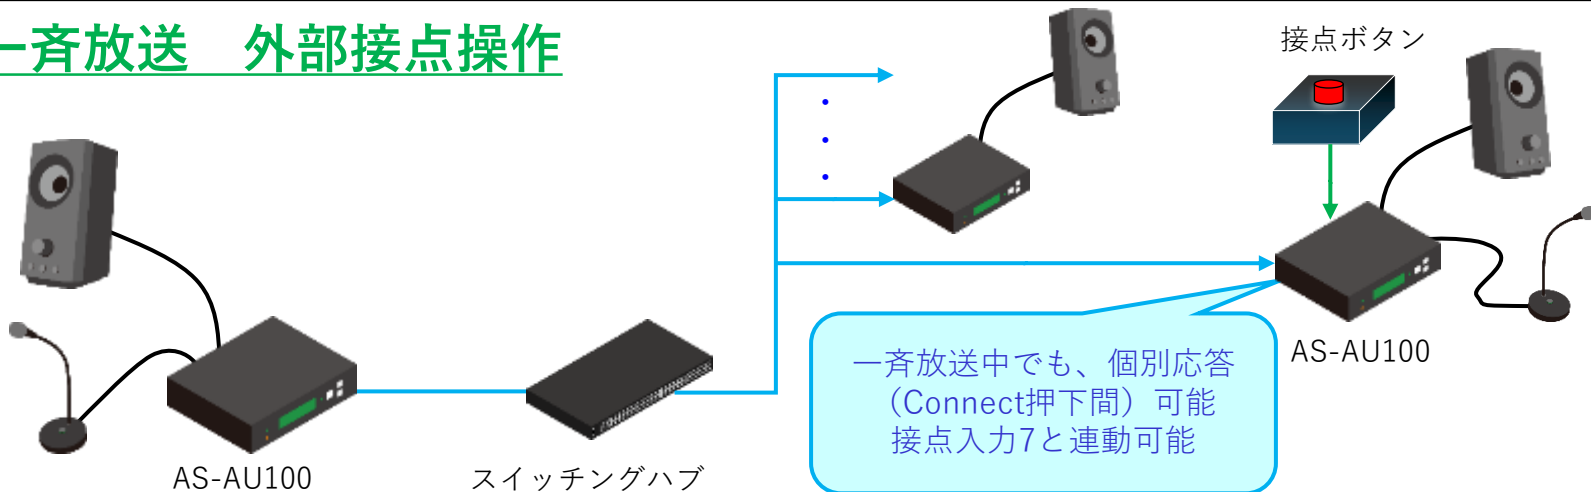 一斉放送　外部接点操作
接点ボタン
一斉放送中でも、個別応答
（Connect押下間）可能
接点入力7と連動可能
AS-AU100
AS-AU100
スイッチングハブ